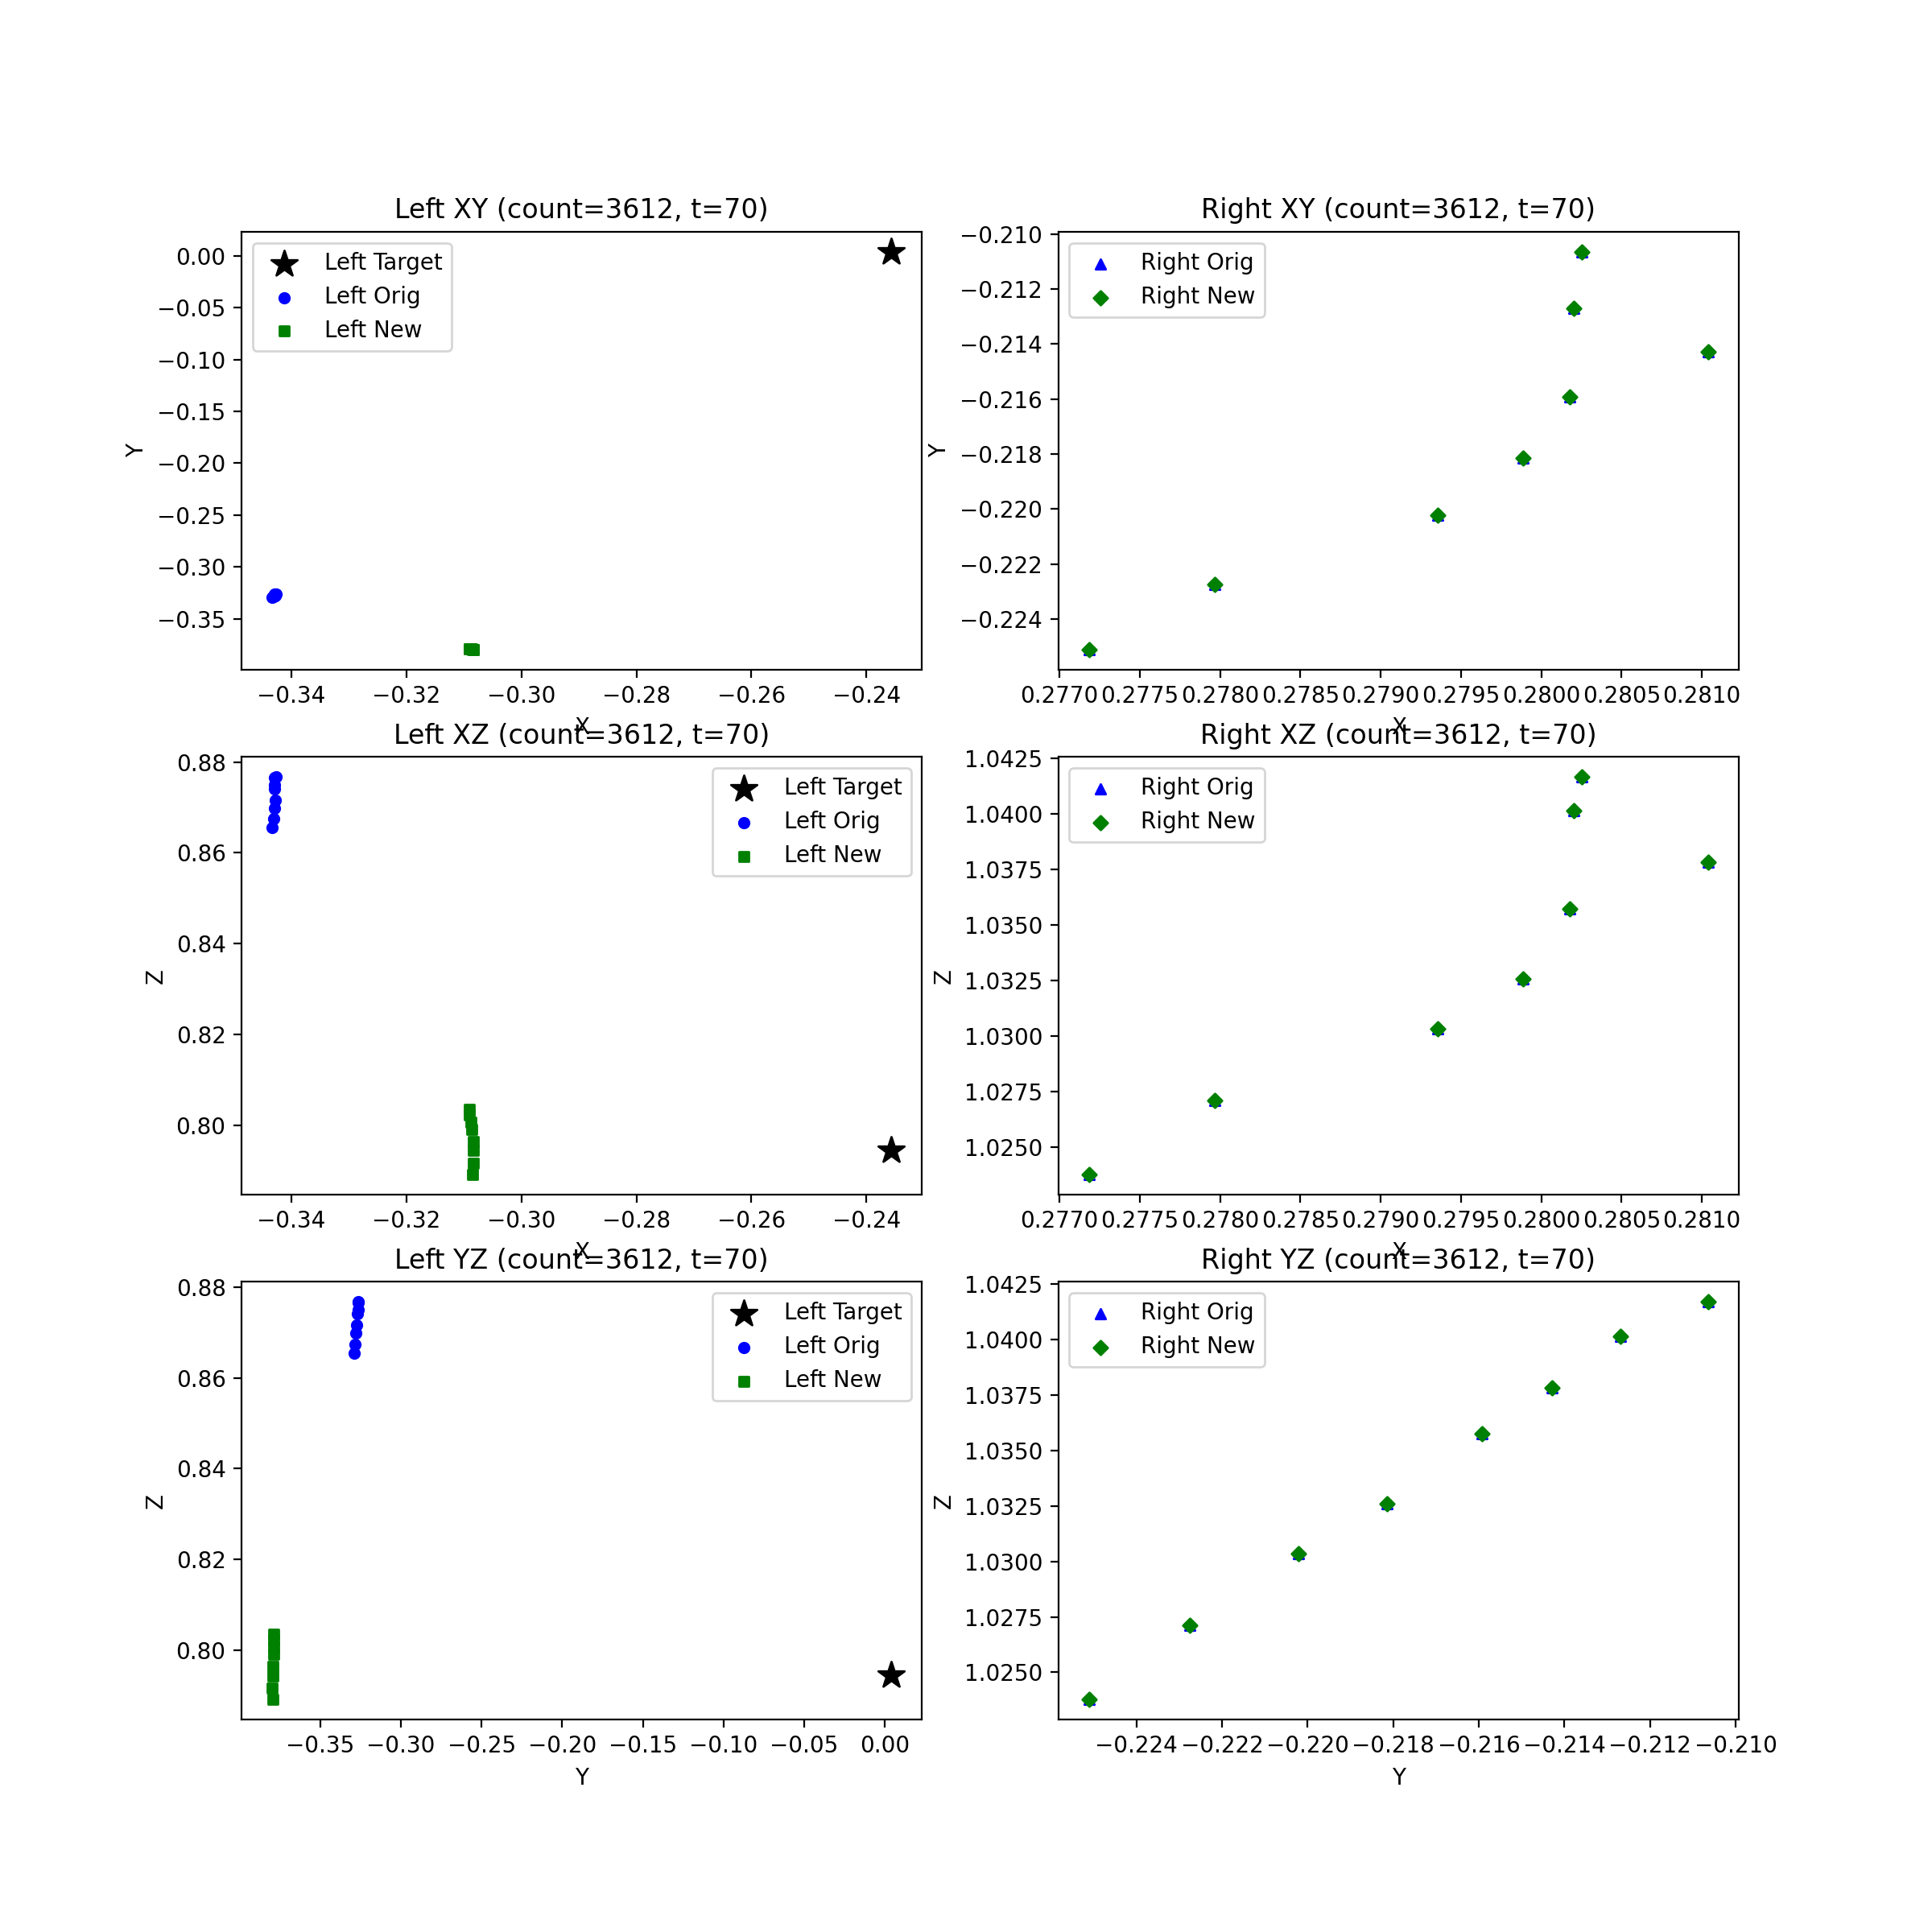 Left XY (count=3612, t=70)
Left Target
Left Orig
Left New
0.00
−0.05
−0.10
−0.15
−0.20
−0.25
−0.30
−0.35
Y
−0.34 −0.32 −0.30 −0.28 −0.26 −0.24
X
Right XY (count=3612, t=70)
Right Orig
Right New
−0.210
−0.212
−0.214
−0.216
−0.218
−0.220
−0.222
−0.224
Y
0.2770 0.2775 0.2780 0.2785 0.2790 0.2795 0.2800 0.2805 0.2810
X
Left XZ (count=3612, t=70)
Left Target
Left Orig
Left New
0.88
0.86
0.84
0.82
0.80
Z
−0.34 −0.32 −0.30 −0.28 −0.26 −0.24
X
Right XZ (count=3612, t=70)
Right Orig
Right New
1.0425
1.0400
1.0375
1.0350
1.0325
1.0300
1.0275
1.0250
Z
0.2770 0.2775 0.2780 0.2785 0.2790 0.2795 0.2800 0.2805 0.2810
X
Left YZ (count=3612, t=70)
Left Target
Left Orig
Left New
0.88
0.86
0.84
0.82
0.80
Z
−0.35 −0.30 −0.25 −0.20 −0.15 −0.10 −0.05 0.00
Y
Right YZ (count=3612, t=70)
Right Orig
Right New
1.0425
1.0400
1.0375
1.0350
1.0325
1.0300
1.0275
1.0250
Z
−0.224 −0.222 −0.220 −0.218 −0.216 −0.214 −0.212 −0.210
Y